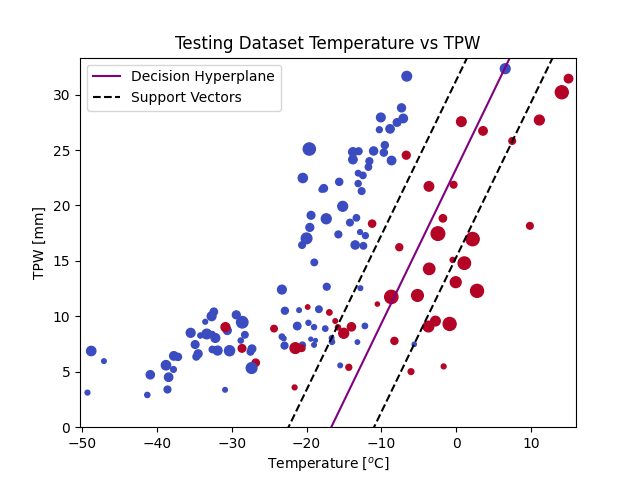 Testing Dataset Temperature vs TPW
Decision Hyperplane
Support Vectors
TPW [mm]
30
25
20
15
10
5
0
−50 −40 −30 −20 −10 0 10
Temperature [°C]